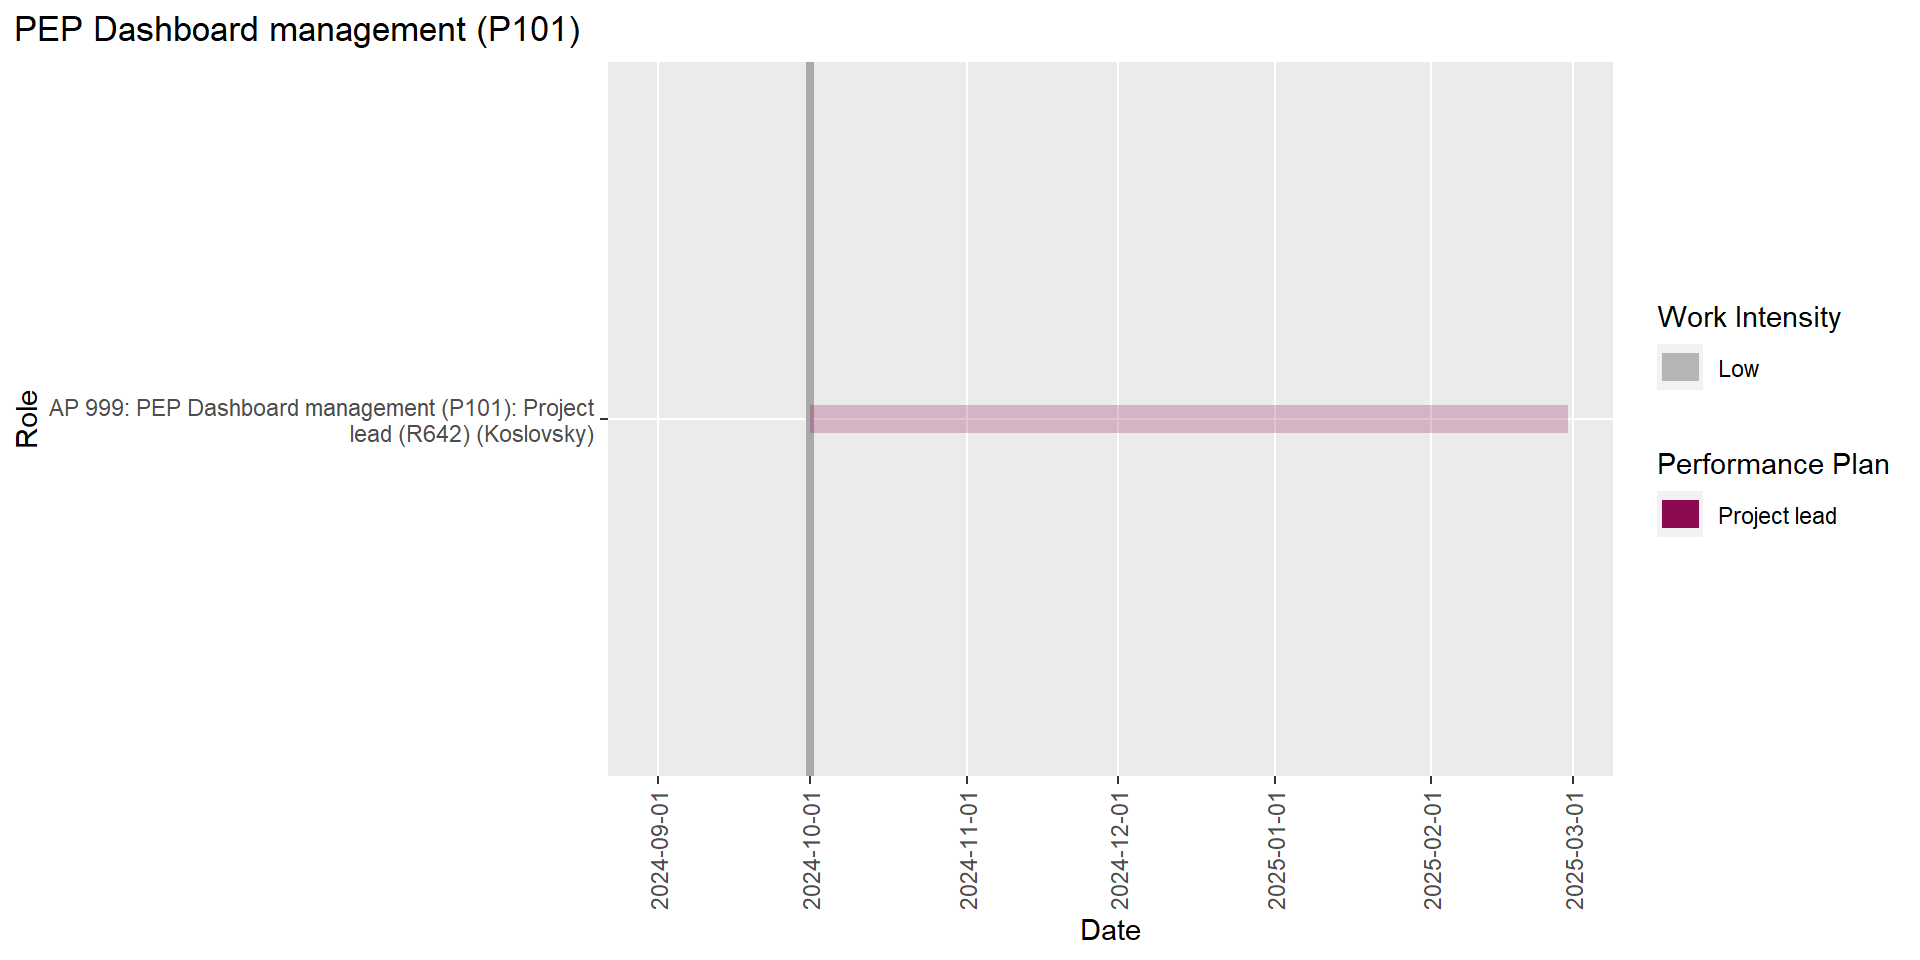 PEP Dashboard management (P101)
Role
AP 999: PEP Dashboard management (P101): Project
lead (R642) (Koslovsky)
2024-09-01
2024-10-01
2024-11-01
2024-12-01
2025-01-01
2025-02-01
2025-03-01
Date
Work Intensity
Low
Performance Plan
Project lead